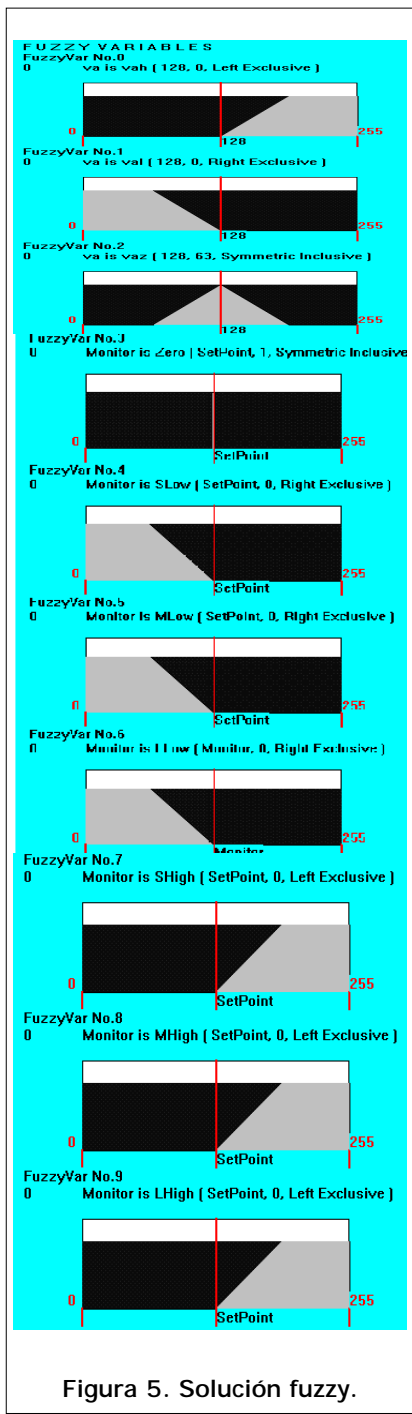 FUZZY VARIABLES
FuzzyVar No.0
0 va is vah ( 128, 0, Left Exclusive )
0 255
128
FuzzyVar No.1
0 va is val ( 128, 0, Right Exclusive )
0 255
128
FuzzyVar No.2
0 va is vaz ( 128, 63, Symmetric Inclusive )
0 255
128
FuzzyVar No.3
0 Monitor is Zero ( SetPoint, 1, Symmetric Inclusive
0 255
SetPoint
FuzzyVar No.4
0 Monitor is SLow ( SetPoint, 0, Right Exclusive )
0 255
SetPoint
FuzzyVar No.5
0 Monitor is MLow ( SetPoint, 0, Right Exclusive )
0 255
SetPoint
FuzzyVar No.6
0 Monitor is LLow ( Monitor, 0, Right Exclusive )
0 255
Monitor
FuzzyVar No.7
0 Monitor is SHigh ( SetPoint, 0, Left Exclusive )
0 255
SetPoint
FuzzyVar No.8
0 Monitor is MHigh ( SetPoint, 0, Left Exclusive )
0 255
SetPoint
FuzzyVar No.9
0 Monitor is LHigh ( SetPoint, 0, Left Exclusive )
0 255
SetPoint
Figura 5. Solución fuzzy.